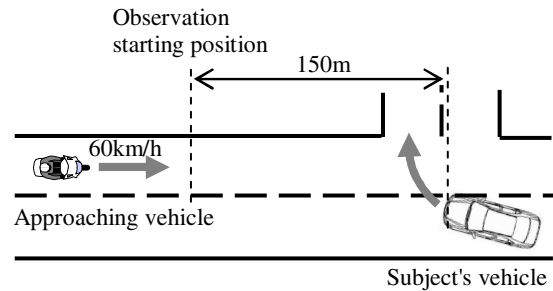 Observation
starting position
150m
60km/h
Approaching vehicle
Subject's vehicle